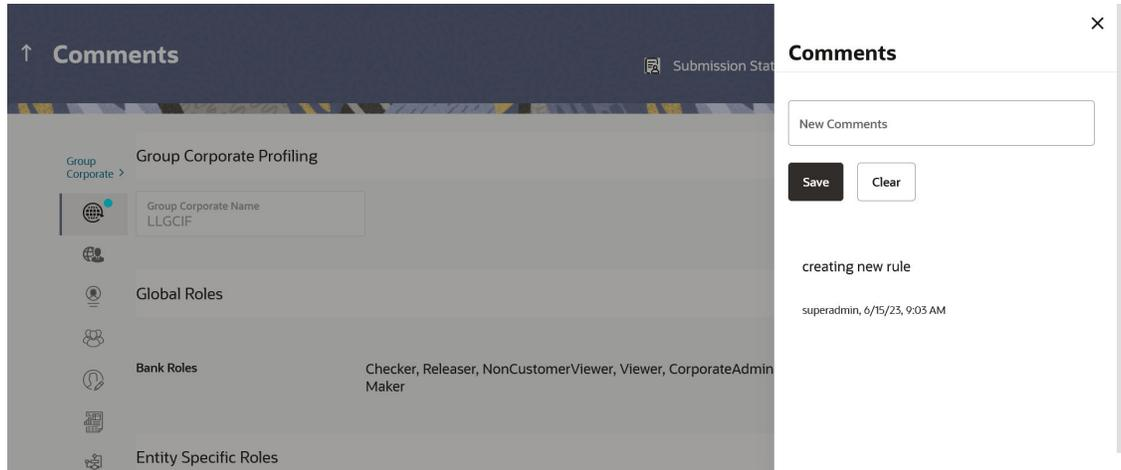 Comments
Submission Stat
Group
Corporate
Group Corporate Profiling
Group Corporate Name
LLGCIF
Global Roles
Bank Roles
Checker, Releaser, NonCustomerViewer, Viewer, CorporateAdmin
Maker
Entity Specific Roles
Comments
New Comments
Save
Clear
creating new rule
superadmin, 6/15/23, 9:03 AM